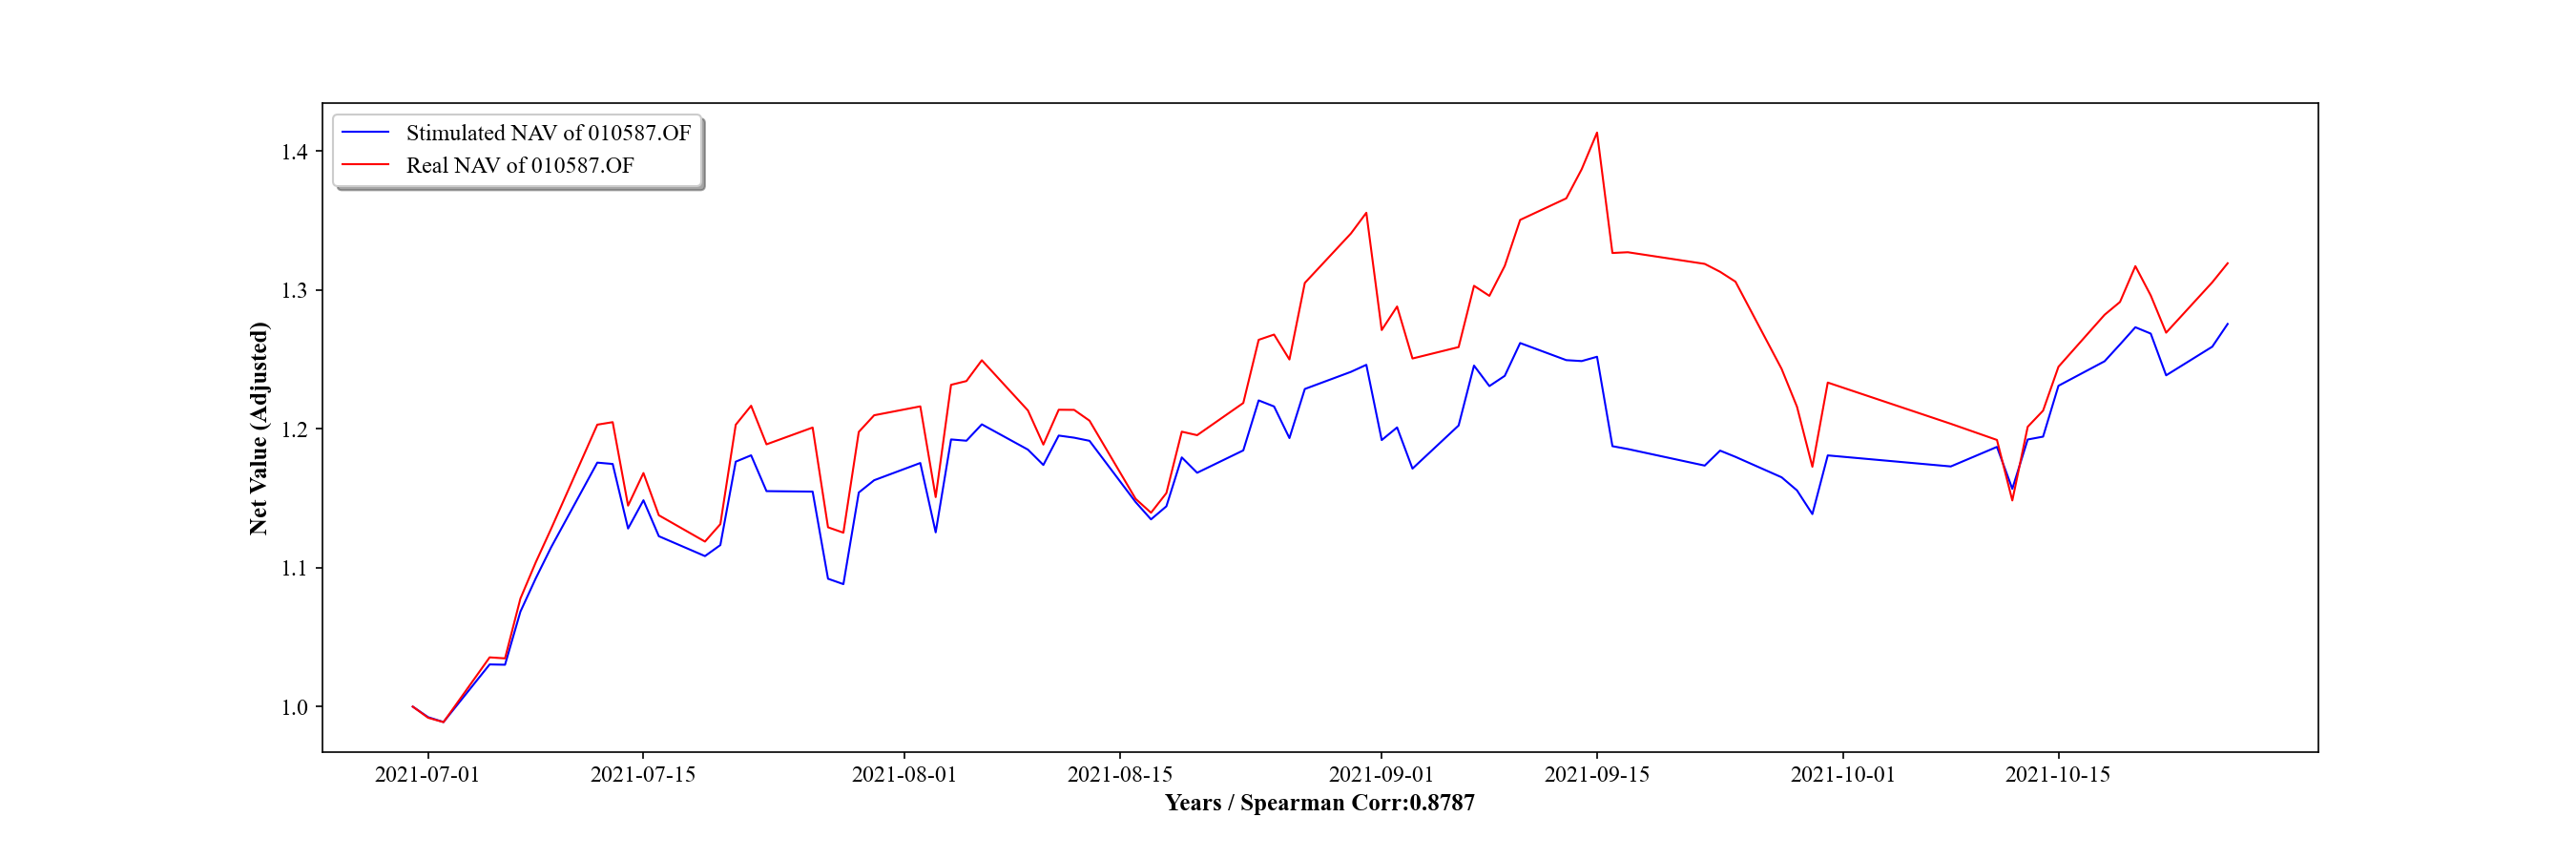 Stimulated NAV of 010587.OF
Real NAV of 010587.OF
Net Value (Adjusted)
1.4
1.3
1.2
1.1
1.0
2021-07-01 2021-07-15 2021-08-01 2021-08-15 2021-09-01 2021-09-15 2021-10-01 2021-10-15
Years / Spearman Corr:0.8787